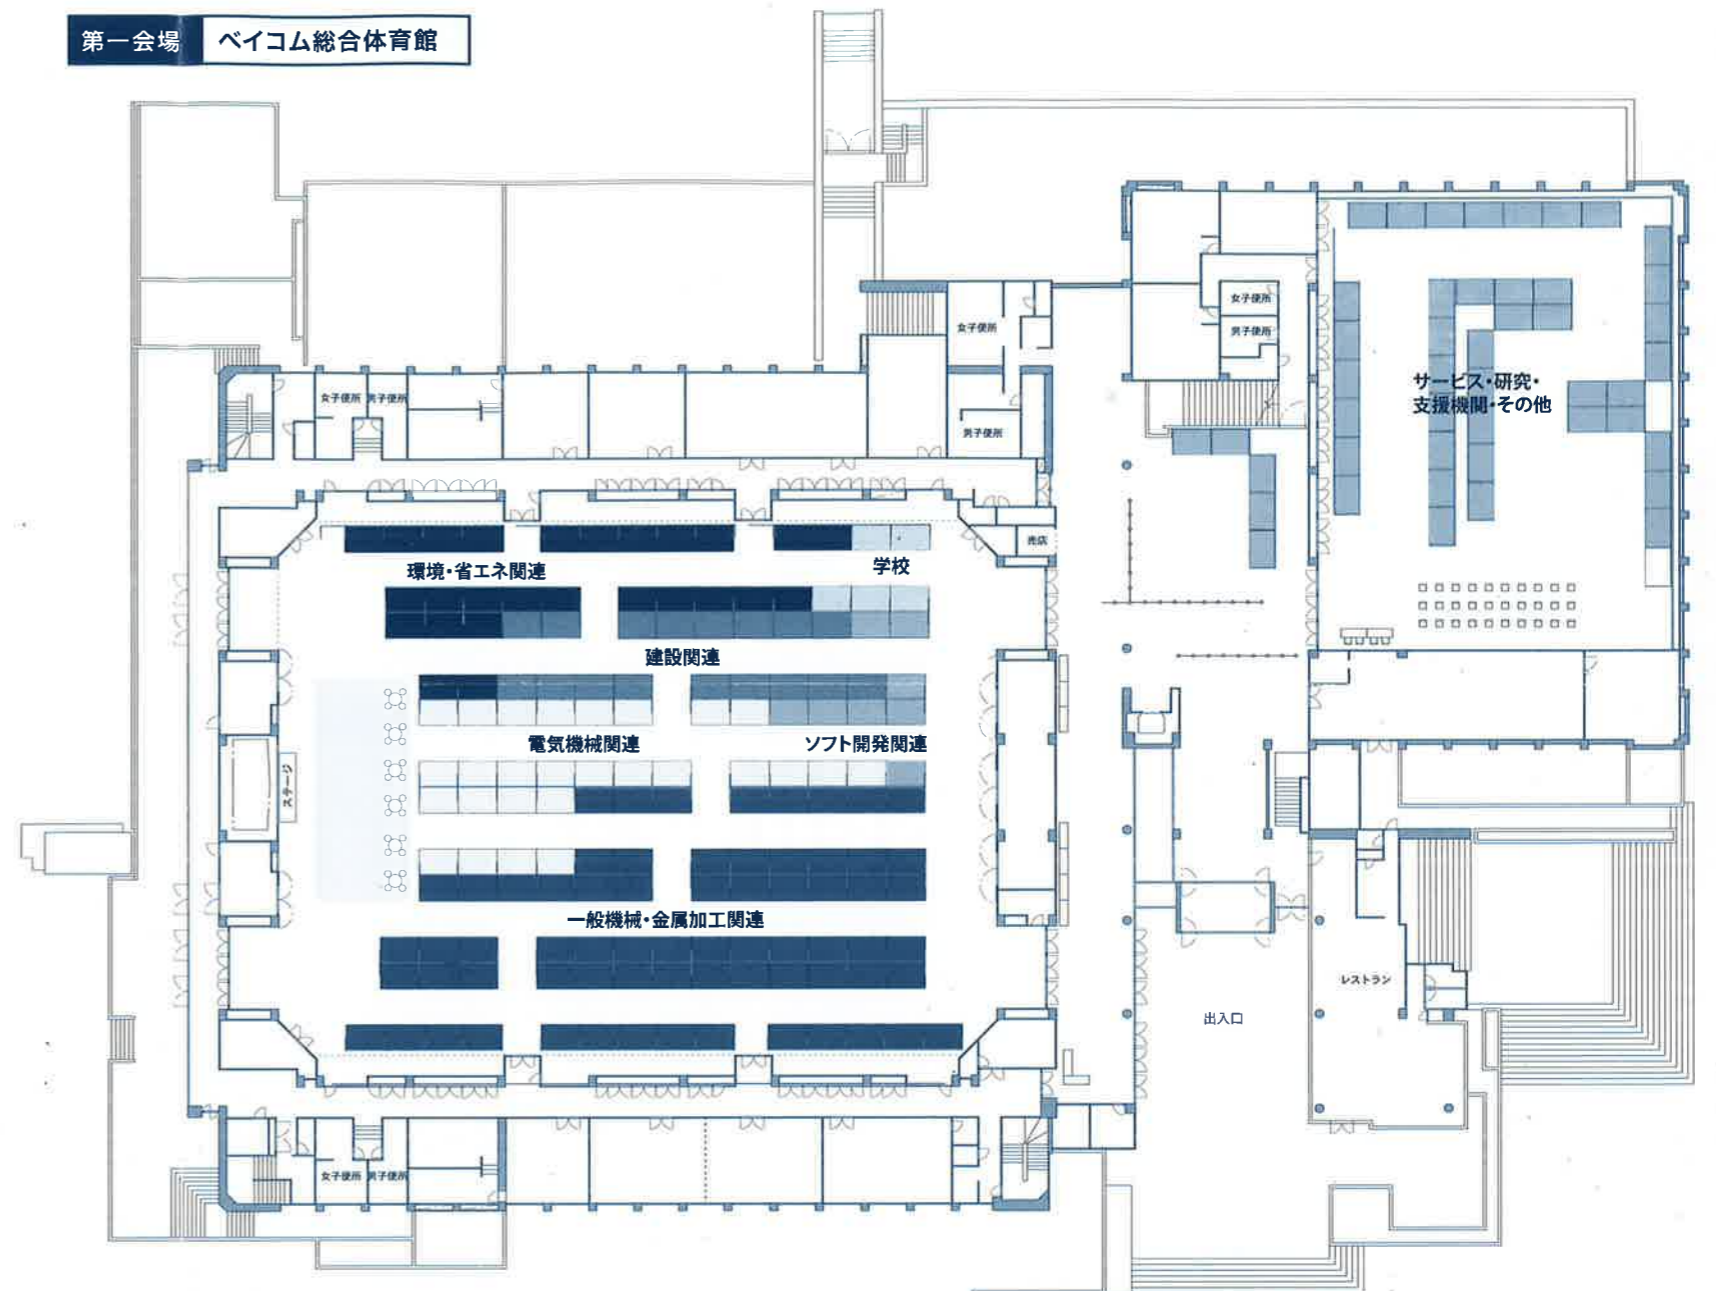 第一会場 ベイコム総合体育館
女子便所
女子便所
男子便所
サービス・研究・
支援機関・その他
女子便所 男子便所
男子便所
売店
環境・省エネ関連
学校
建設関連
電気機械関連
ソフト開発関連
ステージ
一般機械・金属加工関連
レストラン
出入口
女子便所 男子便所